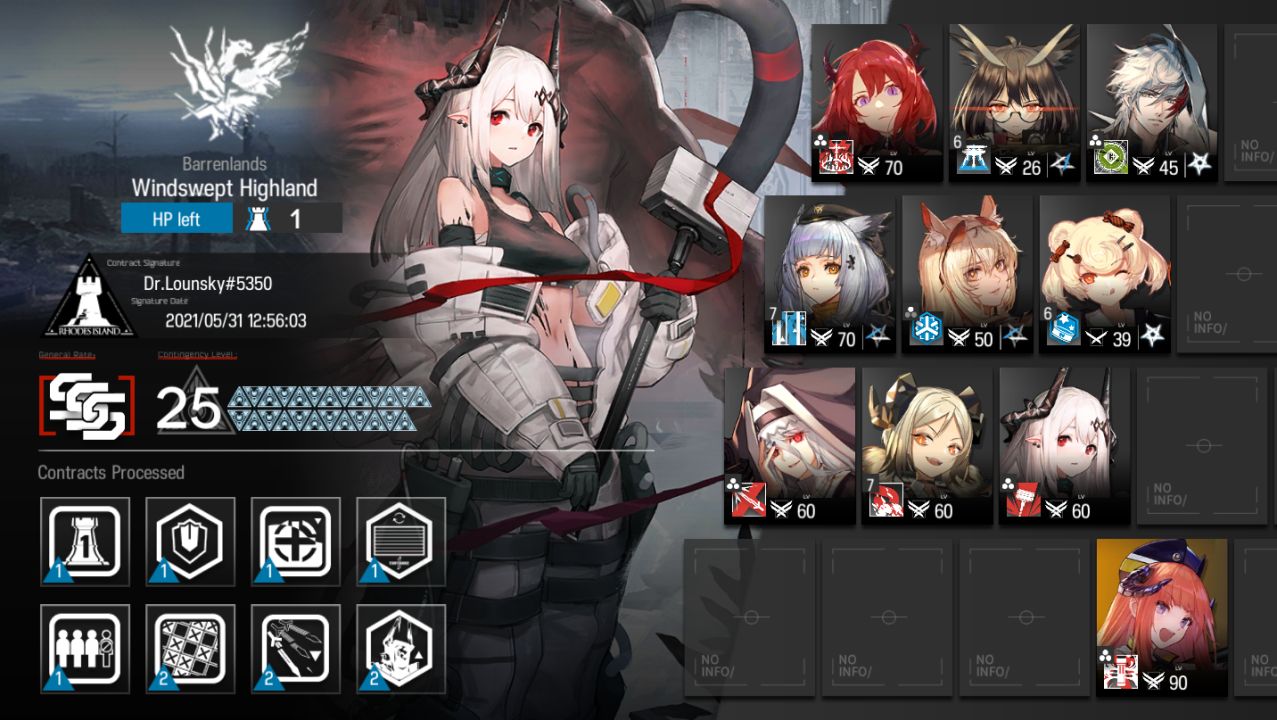 Barrenlands
Windswept Highland
HP left 1
Contract Signature
Dr.Lounsky#5350
Signature Date
2021/05/31 12:56:03
RHODES ISLAND
General Rate:
Contingency Level:
SSS
25
Contracts Processed
1
1
1
1
1
1
2
2
2
LV
70
6
LV
26
LV
45
NO
INFO/
7
LV
70
LV
50
6
LV
39
NO
INFO/
LV
60
7
LV
60
LV
60
NO
INFO/
NO
INFO/
NO
INFO/
NO
INFO/
LV
90
NO
INFO/